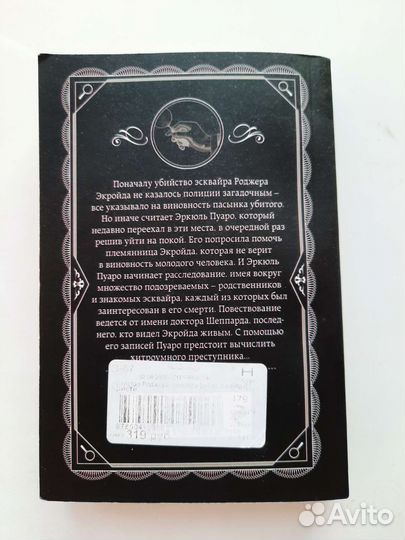 Поначалу убийство эсквайра Роджера
Экройда не казалось полиции загадочным –
все указывало на виновность пасынка убитого.
Но иначе считает Эркюль Пуаро, который
недавно переехал в эти места, в очередной раз
решив уйти на покой. Его попросила помочь
племянница Экройда, которая не верит
в виновность молодого человека. И Эркюль
Пуаро начинает расследование, имея вокруг
множество подозреваемых – родственников
и знакомых эсквайра, каждый из которых был
заинтересован в его смерти. Повествование
ведется от имени доктора Шеппарда, послед-
него, кто видел Экройда живым. С помощью
его записей Пуаро предстоит вычислить
хитроумного преступника...
Н
179
319 руб
Avito